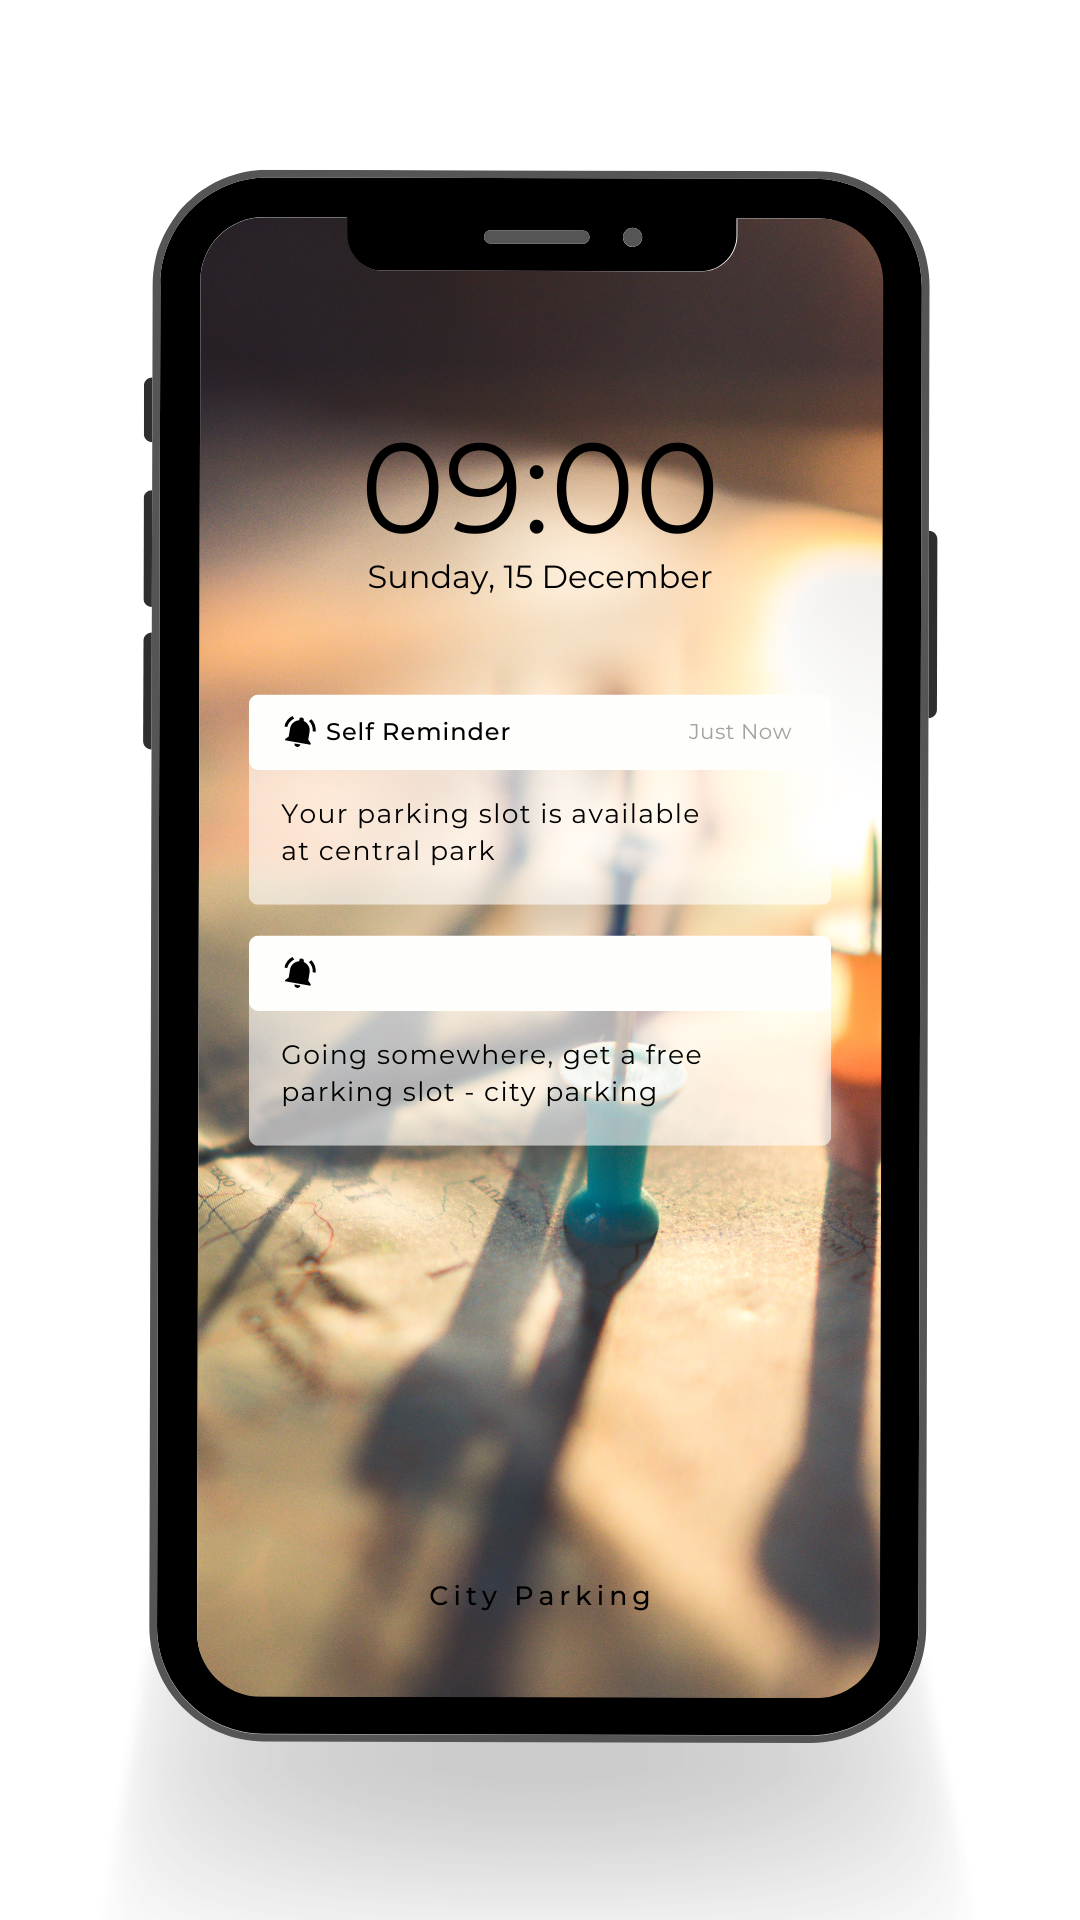 09:00
Sunday, 15 December
Self Reminder
Just Now
Your parking slot is available
at central park
Going somewhere, get a free
parking slot - city parking
City Parking